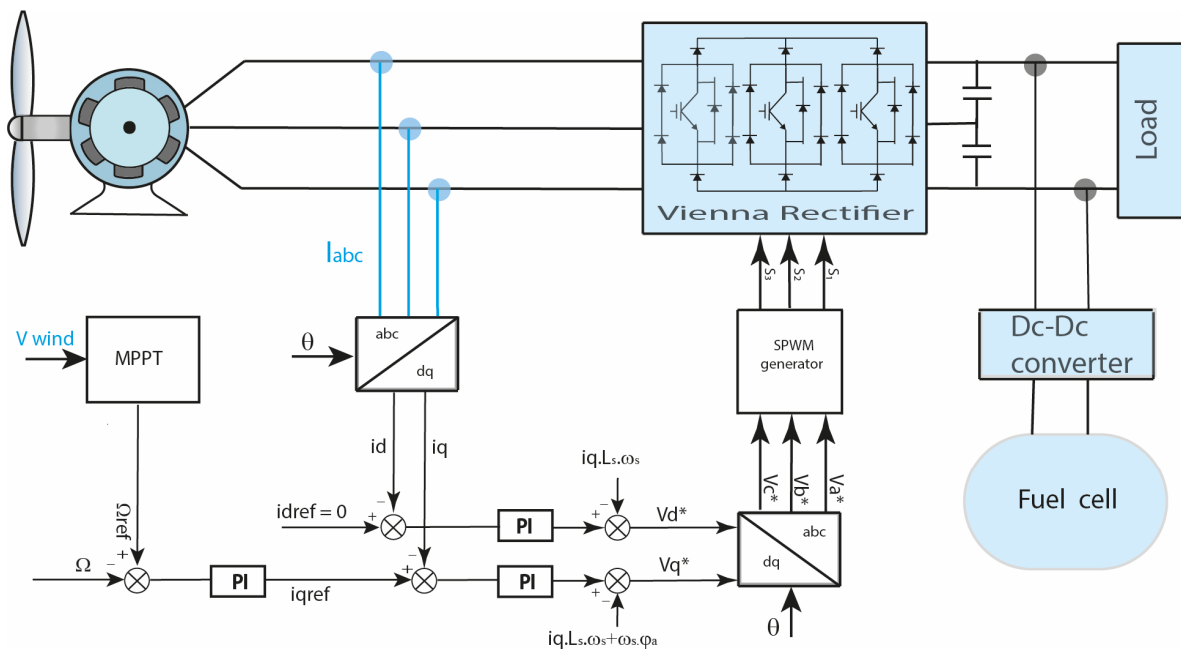 Load
Vienna Rectifier
Iabc
S₃
S₂
S₁
V wind
MPPT
θ
abc
dq
Dc-Dc
converter
SPWM
generator
id
iq
iq.Lₛ.ωₛ
Vc*
Vb*
Va*
Fuel cell
Ωref
idref = 0
-
+
PI
+
-
Vd*
abc
dq
Ω
-
+
PI
iqref
+
-
PI
+
-
Vq*
θ
iq.Lₛ.ωₛ+ωₛ.φₐ